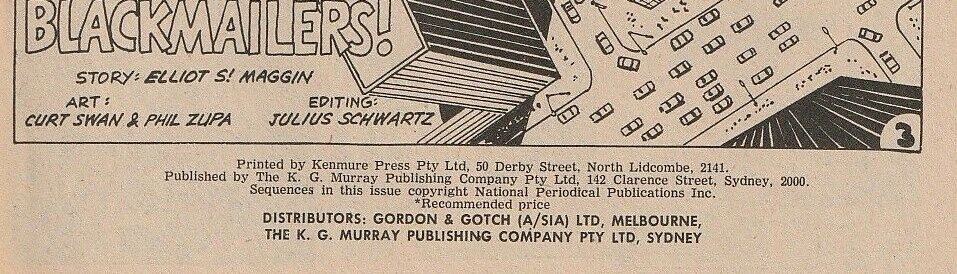 BLACKMAILERS!
STORY: ELLIOT S! MAGGIN
ART:
CURT SWAN & PHIL ZUPA
EDITING:
JULIUS SCHWARTZ
3
Printed by Kenmure Press Pty Ltd, 50 Derby Street, North Lidcombe, 2141.
Published by The K. G. Murray Publishing Company Pty Ltd, 142 Clarence Street, Sydney, 2000.
Sequences in this issue copyright National Periodical Publications Inc.
*Recommended price
DISTRIBUTORS: GORDON & GOTCH (A/SIA) LTD, MELBOURNE,
THE K. G. MURRAY PUBLISHING COMPANY PTY LTD, SYDNEY